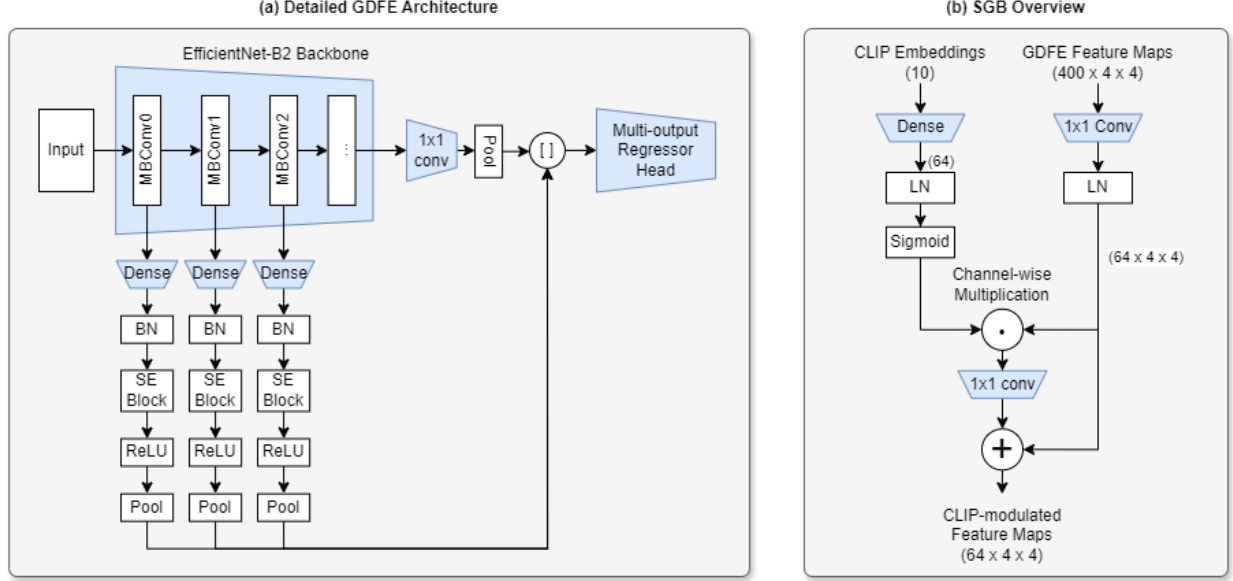 (a) Detailed GDFE Architecture
EfficientNet-B2 Backbone
Input
MBConv0
MBConv1
MBConv2
...
1x1
conv
Pool
[ ]
Multi-output
Regressor
Head
Dense
Dense
Dense
BN
BN
BN
SE
Block
SE
Block
SE
Block
ReLU
ReLU
ReLU
Pool
Pool
Pool
(b) SGB Overview
CLIP Embeddings
(10)
GDFE Feature Maps
(400 x 4 x 4)
Dense
1x1 Conv
(64)
LN
LN
Sigmoid
(64 x 4 x 4)
Channel-wise
Multiplication
.
1x1 conv
+
CLIP-modulated
Feature Maps
(64 x 4 x 4)